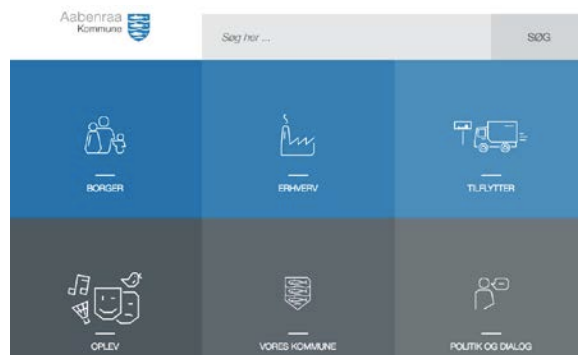 Aabenraa
Kommune
Søg her ...
SØG
BORGER
ERHVERV
TILFLYTTER
OPLEV
VORES KOMMUNE
POLITIK OG DIALOG